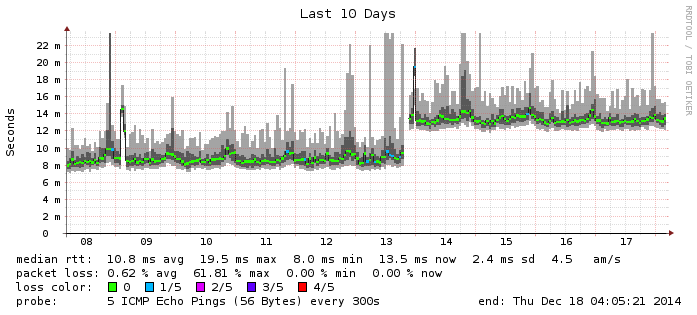 Last 10 Days
RRDTOOL / TOBI OETIKER
Seconds
22 m
20 m
18 m
16 m
14 m
12 m
10 m
8 m
6 m
4 m
2 m
0
08 09 10 11 12 13 14 15 16 17
median rtt: 10.8 ms avg 19.5 ms max 8.0 ms min 13.5 ms now 2.4 ms sd 4.5 am/s
packet loss: 0.62 % avg 61.81 % max 0.00 % min 0.00 % now
loss color: 0 1/5 2/5 3/5 4/5
probe: 5 ICMP Echo Pings (56 Bytes) every 300s end: Thu Dec 18 04:05:21 2014